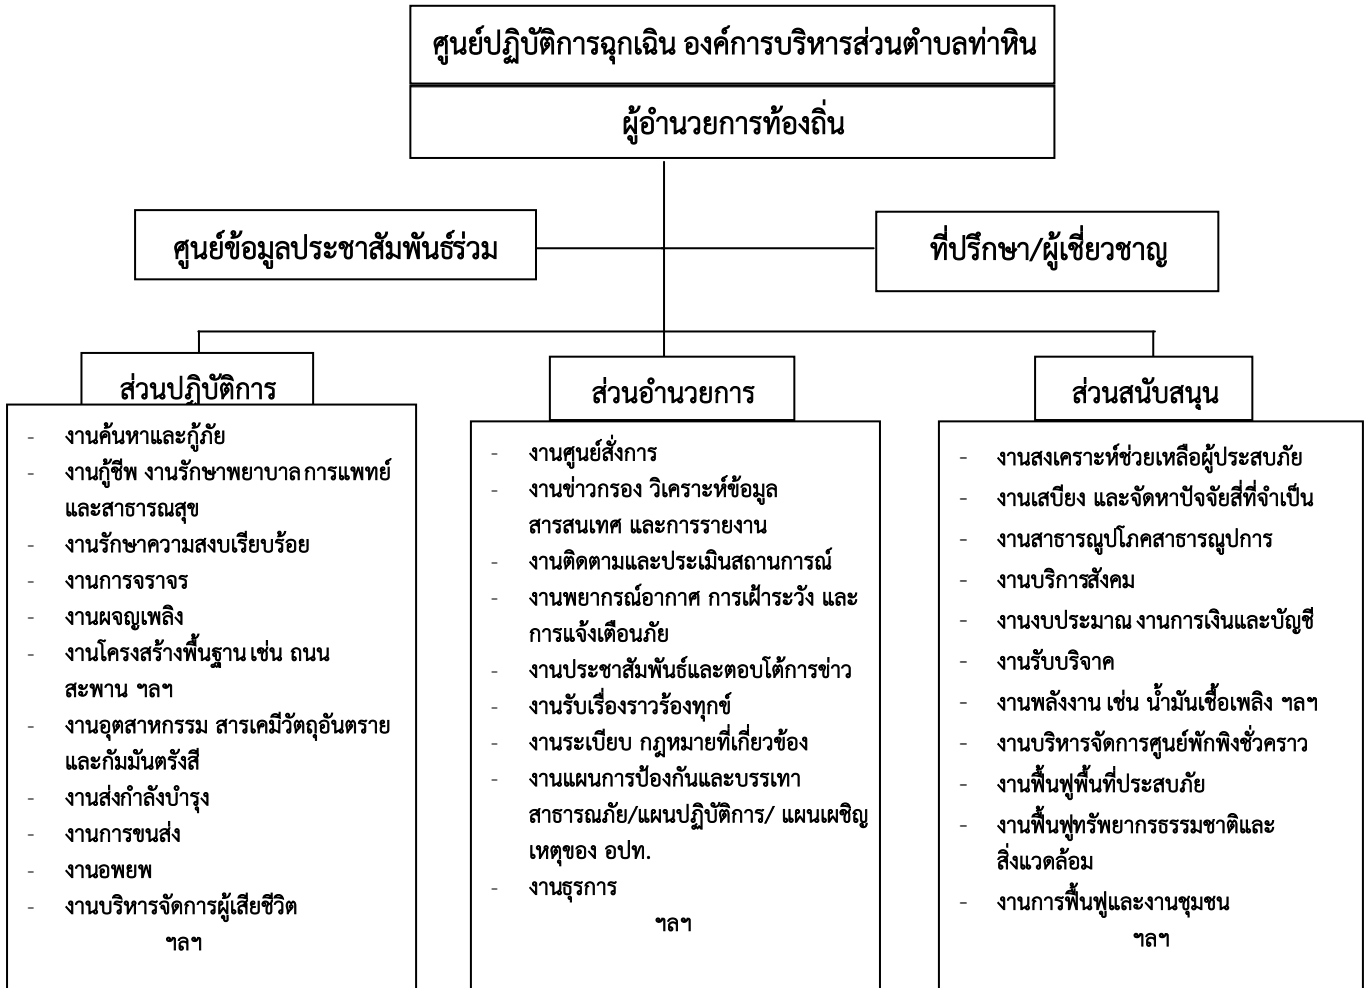 ศูนย์ปฏิบัติการฉุกเฉิน องค์การบริหารส่วนตำบลท่าหิน
ผู้อำนวยการท้องถิ่น
ศูนย์ข้อมูลประชาสัมพันธ์ร่วม
ที่ปรึกษา/ผู้เชี่ยวชาญ
ส่วนปฏิบัติการ
- งานค้นหาและกู้ภัย
- งานกู้ชีพ งานรักษาพยาบาล การแพทย์
และสาธารณสุข
- งานรักษาความสงบเรียบร้อย
- งานการจราจร
- งานผจญเพลิง
- งานโครงสร้างพื้นฐาน เช่น ถนน
สะพาน ฯลฯ
- งานอุตสาหกรรม สารเคมีวัตถุอันตราย
และกัมมันตรังสี
- งานส่งกำลังบำรุง
- งานการขนส่ง
- งานอพยพ
- งานบริหารจัดการผู้เสียชีวิต
ฯลฯ
ส่วนอำนวยการ
- งานศูนย์สั่งการ
- งานข่าวกรอง วิเคราะห์ข้อมูล
สารสนเทศ และการรายงาน
- งานติดตามและประเมินสถานการณ์
- งานพยากรณ์อากาศ การเฝ้าระวัง และ
การแจ้งเตือนภัย
- งานประชาสัมพันธ์และตอบโต้การข่าว
- งานรับเรื่องราวร้องทุกข์
- งานระเบียบ กฎหมายที่เกี่ยวข้อง
- งานแผนการป้องกันและบรรเทา
สาธารณภัย/แผนปฏิบัติการ/ แผนเผชิญ
เหตุของ อปท.
- งานธุรการ
ฯลฯ
ส่วนสนับสนุน
- งานสงเคราะห์ช่วยเหลือผู้ประสบภัย
- งานเสบียง และจัดหาปัจจัยสี่ที่จำเป็น
- งานสาธารณูปโภคสาธารณูปการ
- งานบริการสังคม
- งานงบประมาณ งานการเงินและบัญชี
- งานรับบริจาค
- งานพลังงาน เช่น น้ำมันเชื้อเพลิง ฯลฯ
- งานบริหารจัดการศูนย์พักพิงชั่วคราว
- งานฟื้นฟูพื้นที่ประสบภัย
- งานฟื้นฟูทรัพยากรธรรมชาติและ
สิ่งแวดล้อม
- งานการฟื้นฟูและงานชุมชน
ฯลฯ